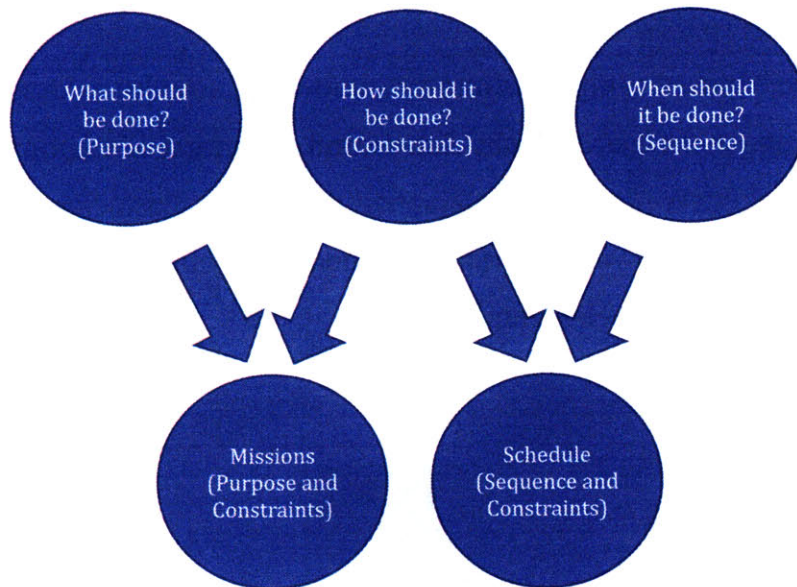 What should
be done?
(Purpose)
How should it
be done?
(Constraints)
When should
it be done?
(Sequence)
Missions
(Purpose and
Constraints)
Schedule
(Sequence and
Constraints)